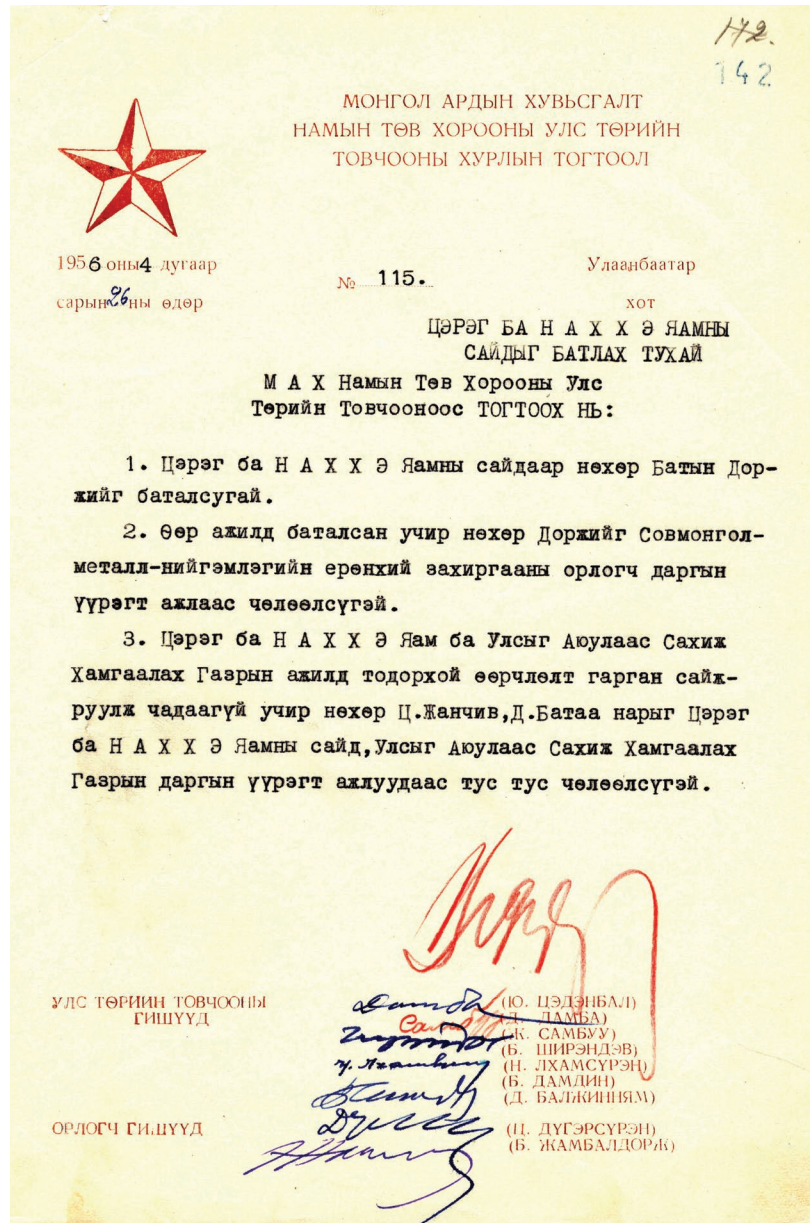 172.
142
МОНГОЛ АРДЫН ХУВЬСГАЛТ
НАМЫН ТӨВ ХОРООНЫ УЛС ТӨРИЙН
ТОВЧООНЫ ХУРЛЫН ТОГТООЛ
1956 оны 4 дугаар
сарын 26 ны өдөр
№ 115.
Улаанбаатар
хот
ЦЭРЭГ БА Н А Х Х Э ЯАМНЫ
САЙДЫГ БАТЛАХ ТУХАЙ
М А Х Намын Төв Хорооны Улс
Төрийн Товчооноос ТОГТООХ НЬ:
1. Цэрэг ба Н А Х Х Э Яамны сайдаар нөхөр Батын Дор-
жийг баталсугай.
2. Өөр ажилд баталсан учир нөхөр Доржийг Совмонгол-
металл-нийгэмлэгийн ерөнхий захиргааны орлогч даргын
үүрэгт ажлаас чөлөөлсүгэй.
3. Цэрэг ба Н А Х Х Э Яам ба Улсыг Аюулаас Сахиж
Хамгаалах Газрын ажилд тодорхой өөрчлөлт гарган сайж-
руулж чадаагүй учир нөхөр Ц.Жанчив,Д.Батаа нарыг Цэрэг
ба Н А Х Х Э Яамны сайд,Улсыг Аюулаас Сахиж Хамгаалах
Газрын даргын үүрэгт ажлуудаас тус тус чөлөөлсүгэй.
УЛС ТӨРИЙН ТОВЧООНЫ
ГИШҮҮД
(Ю. ЦЭДЭНБАЛ)
Дамба (Д. ДАМБА)
(Ж. САМБУУ)
(Б. ШИРЭНДЭВ)
(Н. ЛХАМСҮРЭН)
(Б. ДАМДИН)
(Д. БАЛЖИННЯМ)
ОРЛОГЧ ГИШҮҮД
(Ц. ДҮГЭРСҮРЭН)
(Б. ЖАМБАЛДОРЖ)